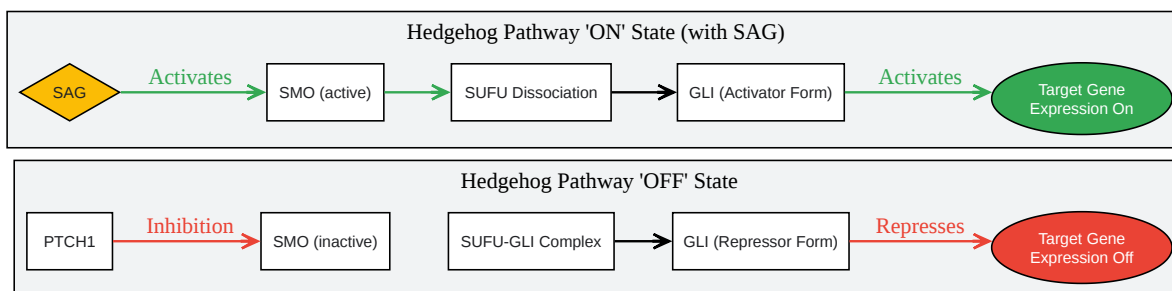 Hedgehog Pathway 'ON' State (with SAG)
SAG
Activates
SMO (active)
SUFU Dissociation
GLI (Activator Form)
Activates
Target Gene
Expression On
Hedgehog Pathway 'OFF' State
PTCH1
Inhibition
SMO (inactive)
SUFU-GLI Complex
GLI (Repressor Form)
Represses
Target Gene
Expression Off